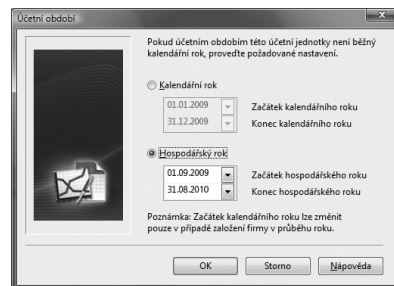 Účetní období
Pokud účetním obdobím této účetní jednotky není běžný
kalendářní rok, proveďte požadované nastavení.
Kalendářní rok
01.01.2009 Začátek kalendářního roku
31.12.2009 Konec kalendářního roku
Hospodářský rok
01.09.2009 Začátek hospodářského roku
31.08.2010 Konec hospodářského roku
Poznámka: Začátek kalendářního roku lze změnit
pouze v případě založení firmy v průběhu roku.
OK Storno Nápověda